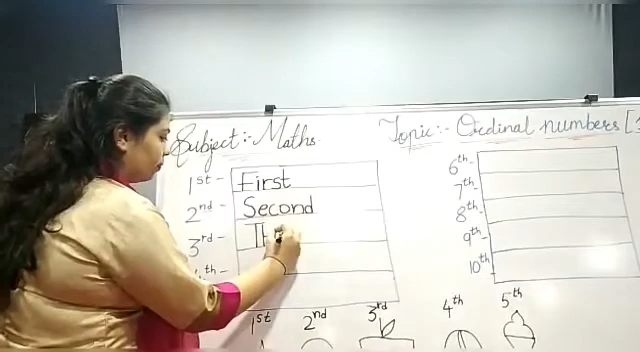 Subject:- Maths
Topic:- Ordinal numbers
1st - First
2nd - Second
3rd -
6th -
7th -
8th -
9th -
10th -
1st 2nd 3rd 4th 5th